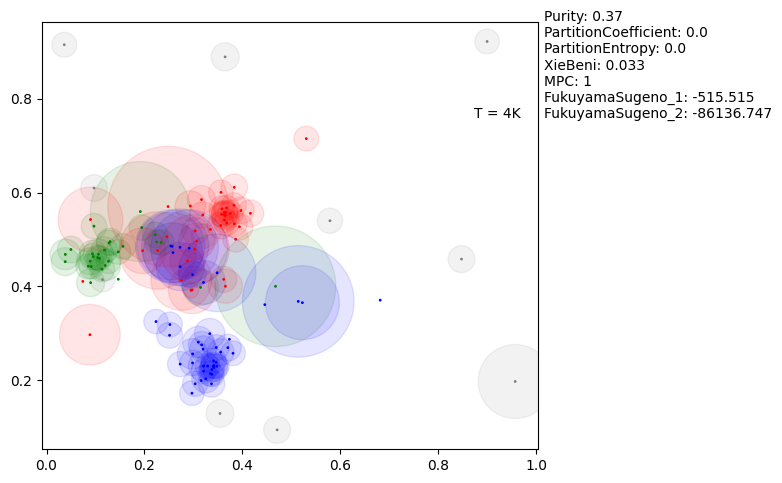 Purity: 0.37
PartitionCoefficient: 0.0
PartitionEntropy: 0.0
XieBeni: 0.033
MPC: 1
FukuyamaSugeno_1: -515.515
FukuyamaSugeno_2: -86136.747
T = 4K
0.8
0.6
0.4
0.2
0.0 0.2 0.4 0.6 0.8 1.0